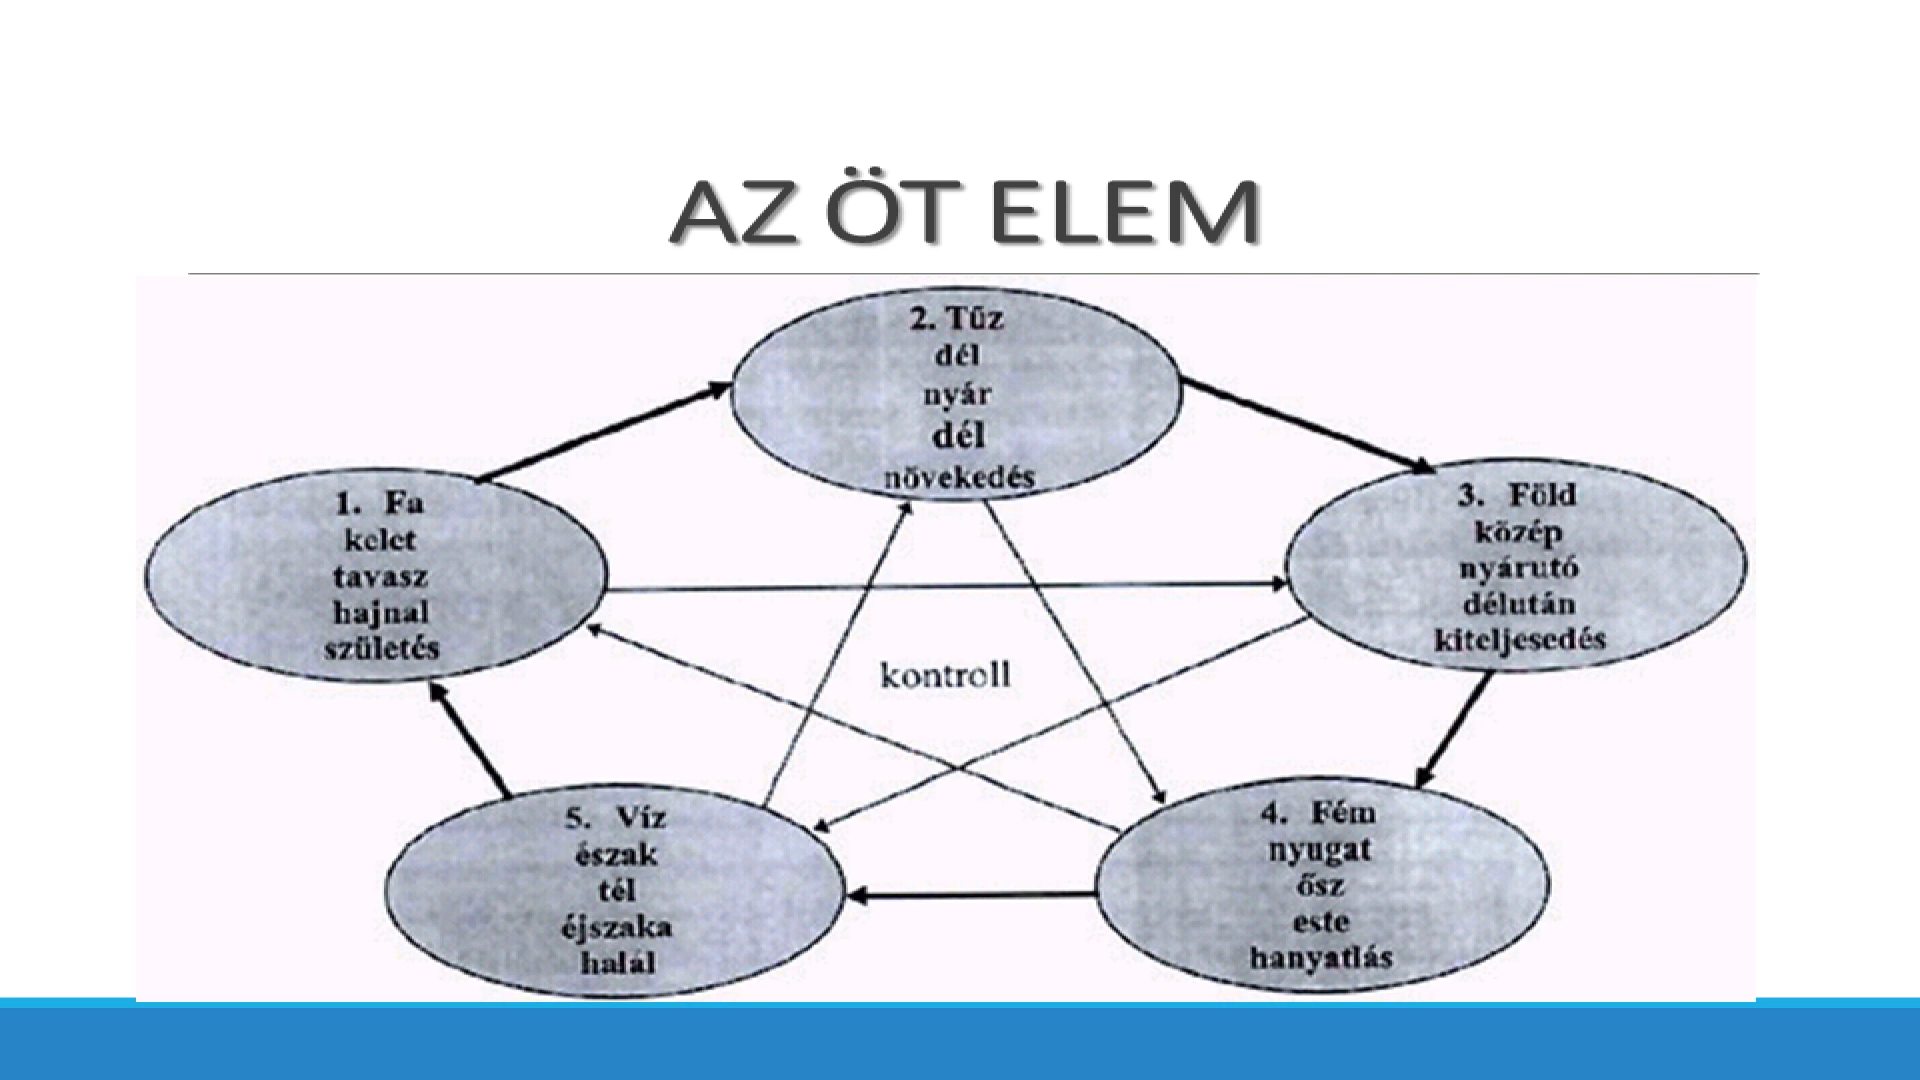 AZ ÖT ELEM
2. Tűz
dél
nyár
dél
növekedés
1. Fa
kelet
tavasz
hajnal
születés
3. Föld
közép
nyárutó
délután
kiteljesedés
kontroll
5. Víz
észak
tél
éjszaka
halál
4. Fém
nyugat
ősz
este
hanyatlás